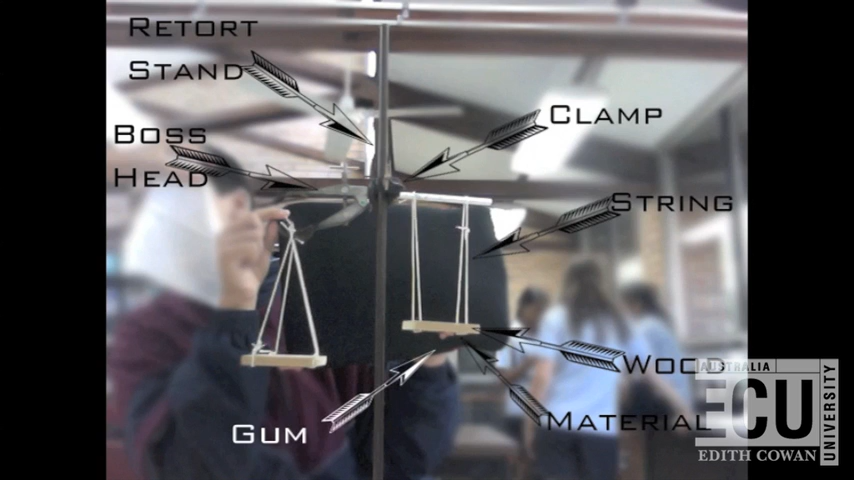 Retort
Stand
Clamp
Boss
Head
String
Wood
Material
Gum
AUSTRALIA
ECU
UNIVERSITY
EDITH COWAN